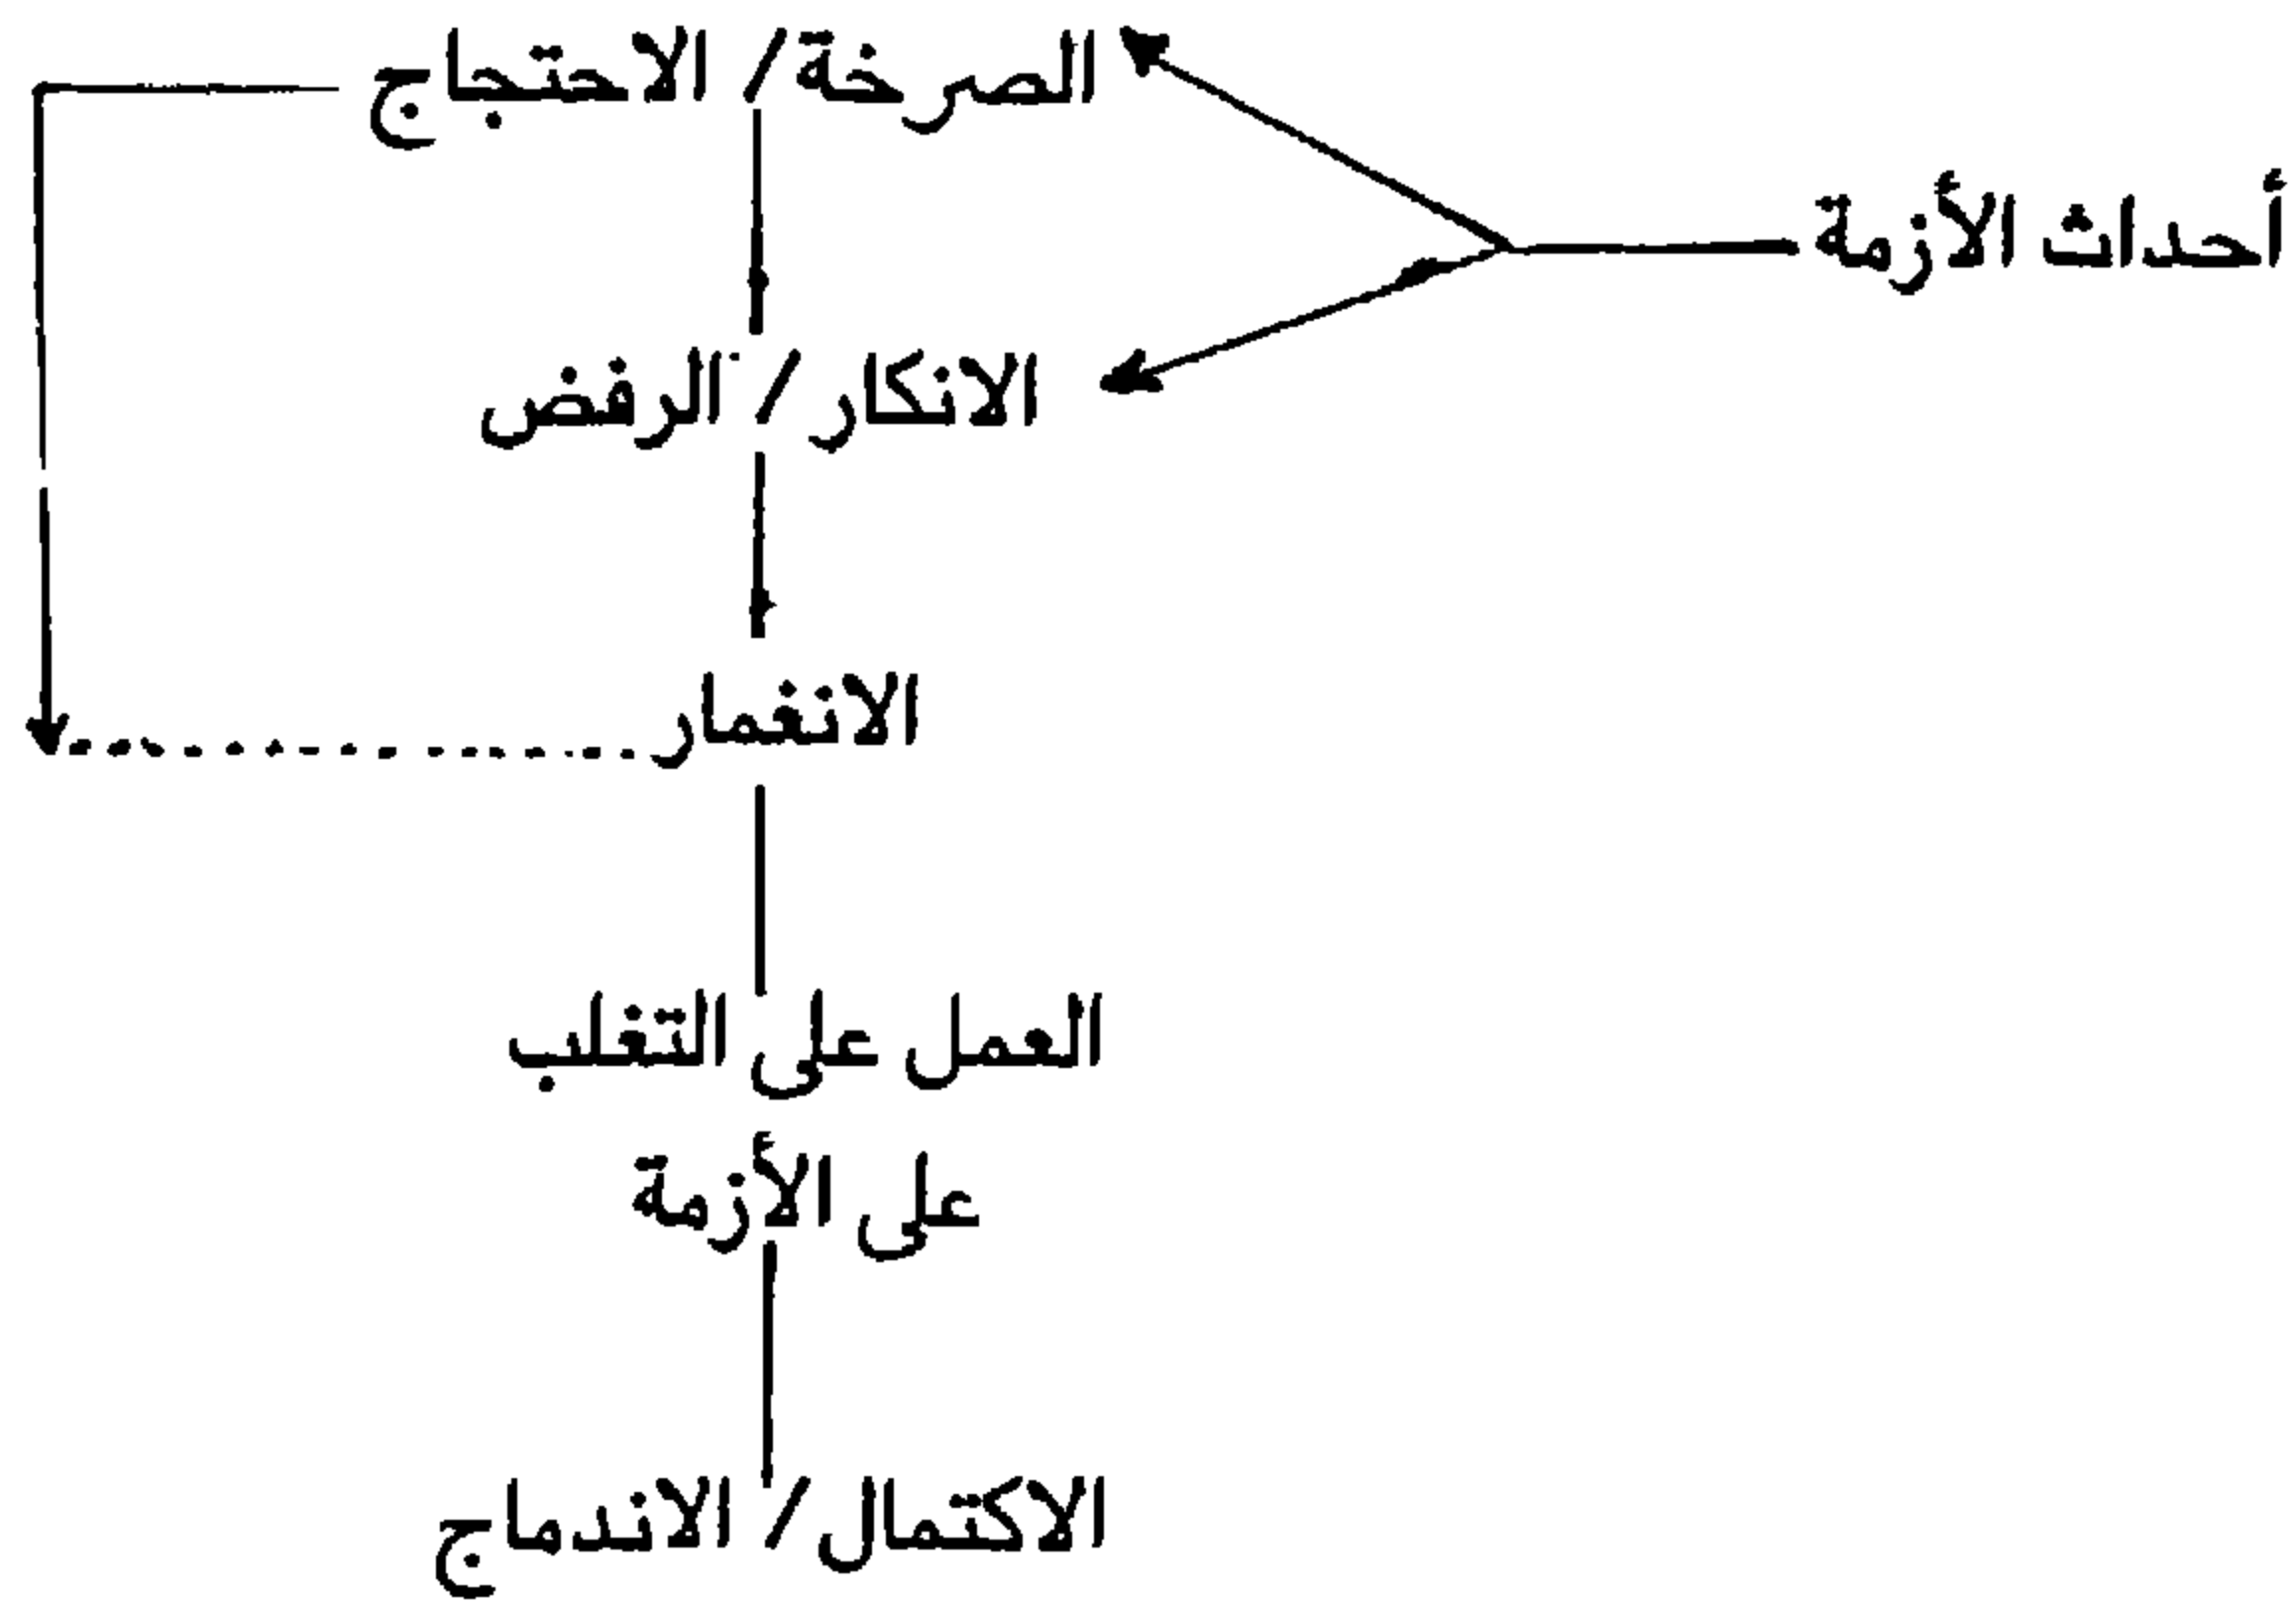 الصرخة/ الاحتجاج
أحداث الأزمة
الانكار/ الرفض
الانغمار
العمل على التغلب
على الأزمة
الاكتمال/ الاندماج